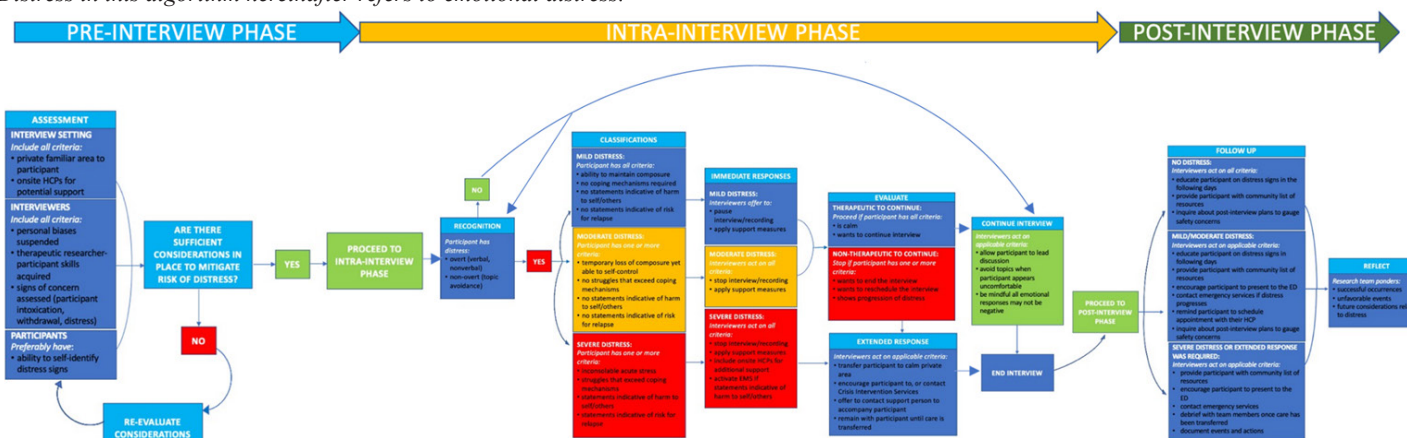 Distress in this algorithm hereinafter refers to emotional distress.
PRE-INTERVIEW PHASE
INTRA-INTERVIEW PHASE
POST-INTERVIEW PHASE
ASSESSMENT
INTERVIEW SETTING
Include all criteria:
• private familiar area to
participant
• onsite HCPs for
potential support
INTERVIEWERS
Include all criteria:
• personal biases
suspended
• therapeutic researcher-
participant skills
acquired
• signs of concern
assessed (participant
intoxication,
withdrawal, distress)
PARTICIPANTS
Preferably have:
• ability to self-identify
distress signs
RE-EVALUATE
CONSIDERATIONS
ARE THERE
SUFFICIENT
CONSIDERATIONS IN
PLACE TO MITIGATE
RISK OF DISTRESS?
NO
YES
PROCEED TO
INTRA-INTERVIEW
PHASE
NO
RECOGNITION
Participant has
distress:
• overt (verbal,
nonverbal)
• non-overt (topic
avoidance)
YES
CLASSIFICATIONS
MILD DISTRESS:
Participant has all criteria:
• ability to maintain composure
• no coping mechanisms required
• no statements indicative of harm
to self/others
• no statements indicative of risk
for relapse
MODERATE DISTRESS:
Participant has one or more
criteria:
• temporary loss of composure yet
able to self-control
• no struggles that exceed coping
mechanisms
• no statements indicative of harm
to self/others
• no statements indicative of risk
for relapse
SEVERE DISTRESS:
Participant has one or more
criteria:
• inconsolable acute stress
• struggles that exceed coping
mechanisms
• statements indicative of harm to
self/others
• statements indicative of risk for
relapse
IMMEDIATE RESPONSES
MILD DISTRESS:
Interviewers offer to:
• pause
interview/recording
• apply support measures
MODERATE DISTRESS:
Interviewers act on all
criteria:
• stop interview/recording
• apply support measures
SEVERE DISTRESS:
Interviewers act on all
criteria:
• stop interview/recording
• apply support measures
• include onsite HCPs for
additional support
• activate EMS if
statements indicative of
harm to self/others
EVALUATE
THERAPEUTIC TO CONTINUE:
Proceed if participant has all criteria:
• is calm
• wants to continue interview
NON-THERAPEUTIC TO CONTINUE:
Stop if participant has one or more
criteria:
• wants to end the interview
• wants to reschedule the interview
• shows progression of distress
EXTENDED RESPONSE
Interviewers act on applicable criteria:
• transfer participant to calm private
area
• encourage participant to, or contact
Crisis Intervention Services
• offer to contact support person to
accompany participant
• remain with participant until care is
transferred
CONTINUE INTERVIEW
Interviewers act on
applicable criteria:
• allow participant to lead
discussion
• avoid topics when
participant appears
uncomfortable
• be mindful all emotional
responses may not be
negative
END INTERVIEW
PROCEED TO
POST-INTERVIEW
PHASE
FOLLOW UP
NO DISTRESS:
Interviewers act on all criteria:
• educate participant on distress signs in
the following days
• provide participant with community list of
resources
• inquire about post-interview plans to gauge
safety concerns
MILD/MODERATE DISTRESS:
Interviewers act on applicable criteria:
• educate participant on distress signs in
following days
• provide participant with community list of
resources
• encourage participant to present to the ED
• contact emergency services if distress
progresses
• remind participant to schedule
appointment with their HCP
• inquire about post-interview plans to gauge
safety concerns
SEVERE DISTRESS OR EXTENDED RESPONSE
WAS REQUIRED:
Interviewers act on applicable criteria:
• provide participant with community list of
resources
• encourage participant to present to the
ED
• contact emergency services
• debrief with team members once care has
been transferred
• document events and actions
REFLECT
Research team ponders:
• successful occurrences
• unfavorable events
• future considerations
to distress